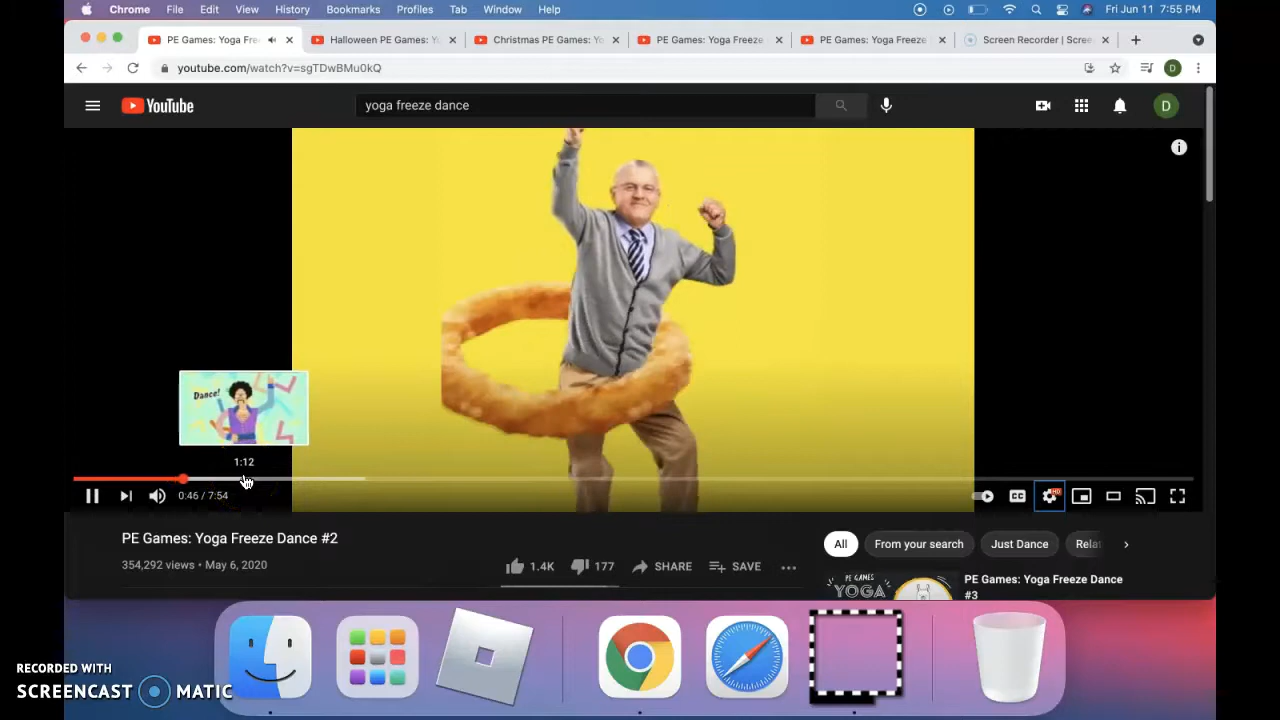 Chrome File Edit View History Bookmarks Profiles Tab Window Help Fri Jun 11 7:55 PM
PE Games: Yoga Fre Halloween PE Games: Yo Christmas PE Games: Yo PE Games: Yoga Freeze PE Games: Yoga Freeze Screen Recorder | Scree
youtube.com/watch?v=sgTDwBMu0kQ D
YouTube yoga freeze dance D
Dance!
1:12
0:46 / 7:54 CC HD
PE Games: Yoga Freeze Dance #2
354,292 views • May 6, 2020
1.4K 177 SHARE SAVE
All From your search Just Dance Relat
PE GAMES
YOGA
PE Games: Yoga Freeze Dance
#3
RECORDED WITH
SCREENCAST MATIC